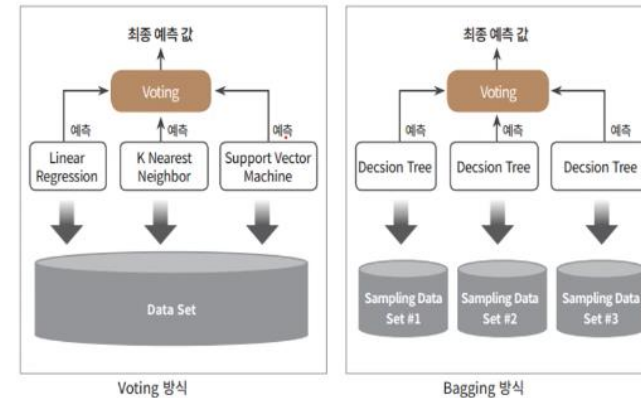 최종 예측 값
Voting
예측
예측
예측
Linear
Regression
K Nearest
Neighbor
Support Vector
Machine
Data Set
Voting 방식
최종 예측 값
Voting
예측
예측
예측
Decsion Tree
Decsion Tree
Decsion Tree
Sampling Data
Set #1
Sampling Data
Set #2
Sampling Data
Set #3
Bagging 방식